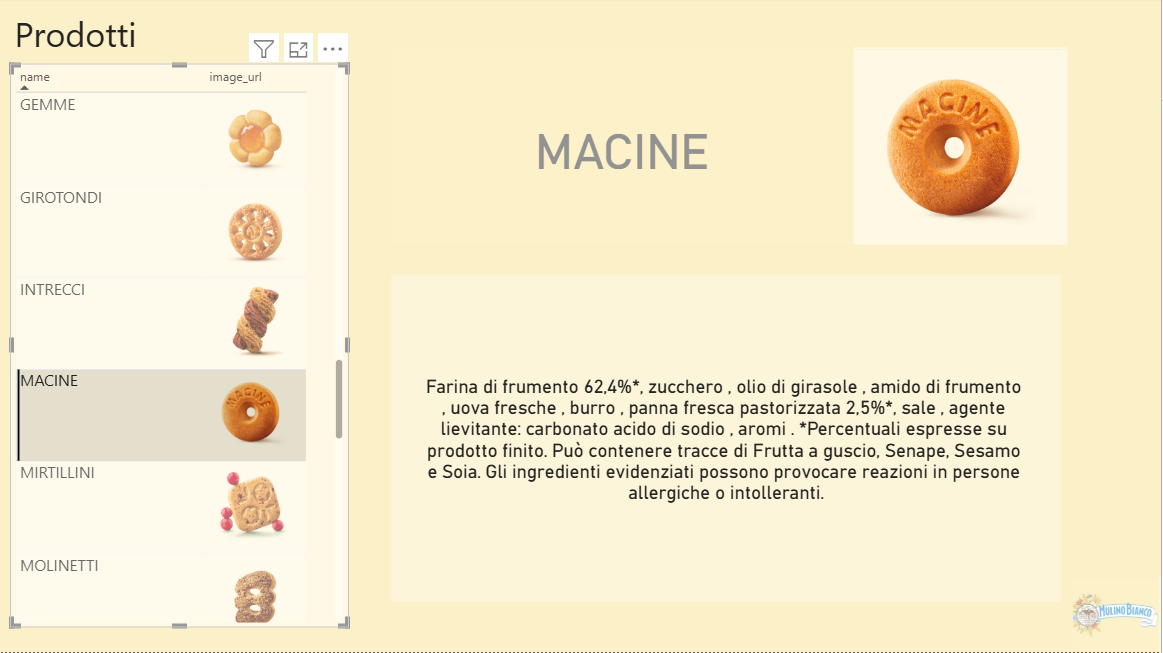 Prodotti
name image_url
GEMME
GIROTONDI
INTRECCI
MACINE
MACINE
MIRTILLINI
MOLINETTI
MACINE
MACINE
Farina di frumento 62,4%*, zucchero , olio di girasole , amido di frumento
, uova fresche , burro , panna fresca pastorizzata 2,5%*, sale , agente
lievitante: carbonato acido di sodio , aromi . *Percentuali espresse su
prodotto finito. Può contenere tracce di Frutta a guscio, Senape, Sesamo
e Soia. Gli ingredienti evidenziati possono provocare reazioni in persone
allergiche o intolleranti.
MULINO BIANCO